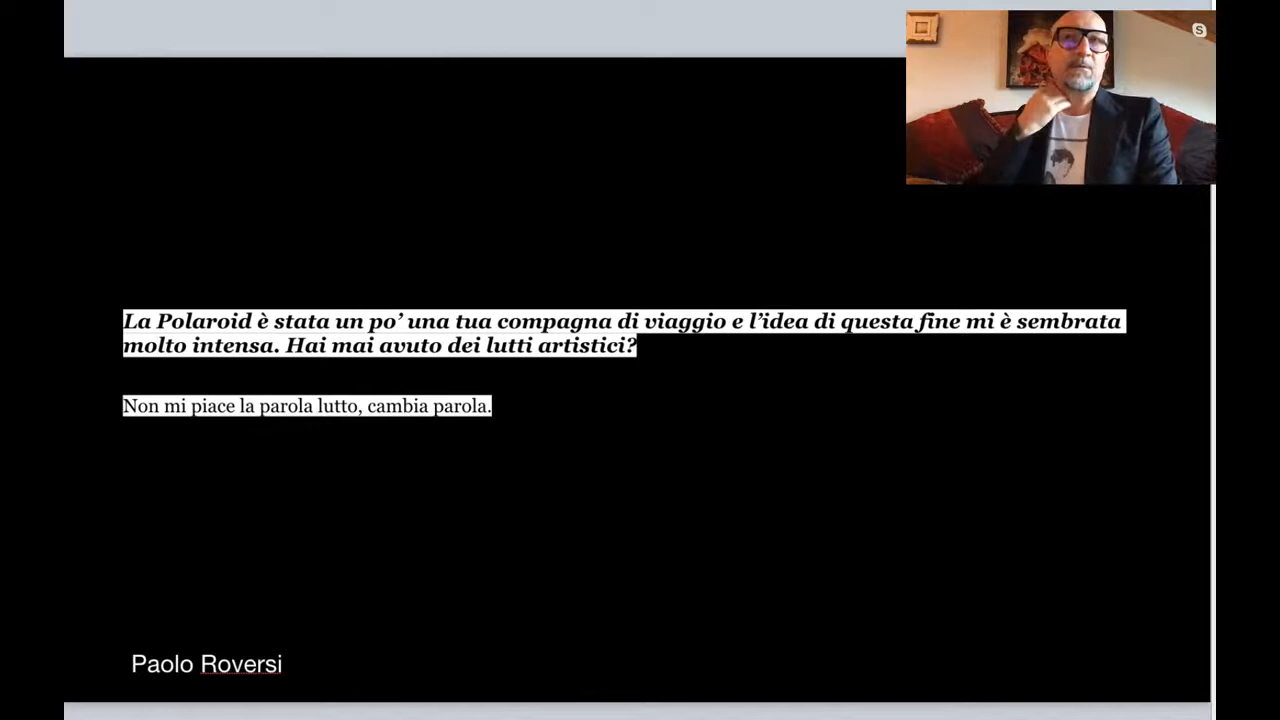 La Polaroid è stata un po’ una tua compagna di viaggio e l’idea di questa fine mi è sembrata
molto intensa. Hai mai avuto dei lutti artistici?
Non mi piace la parola lutto, cambia parola.
Paolo Roversi